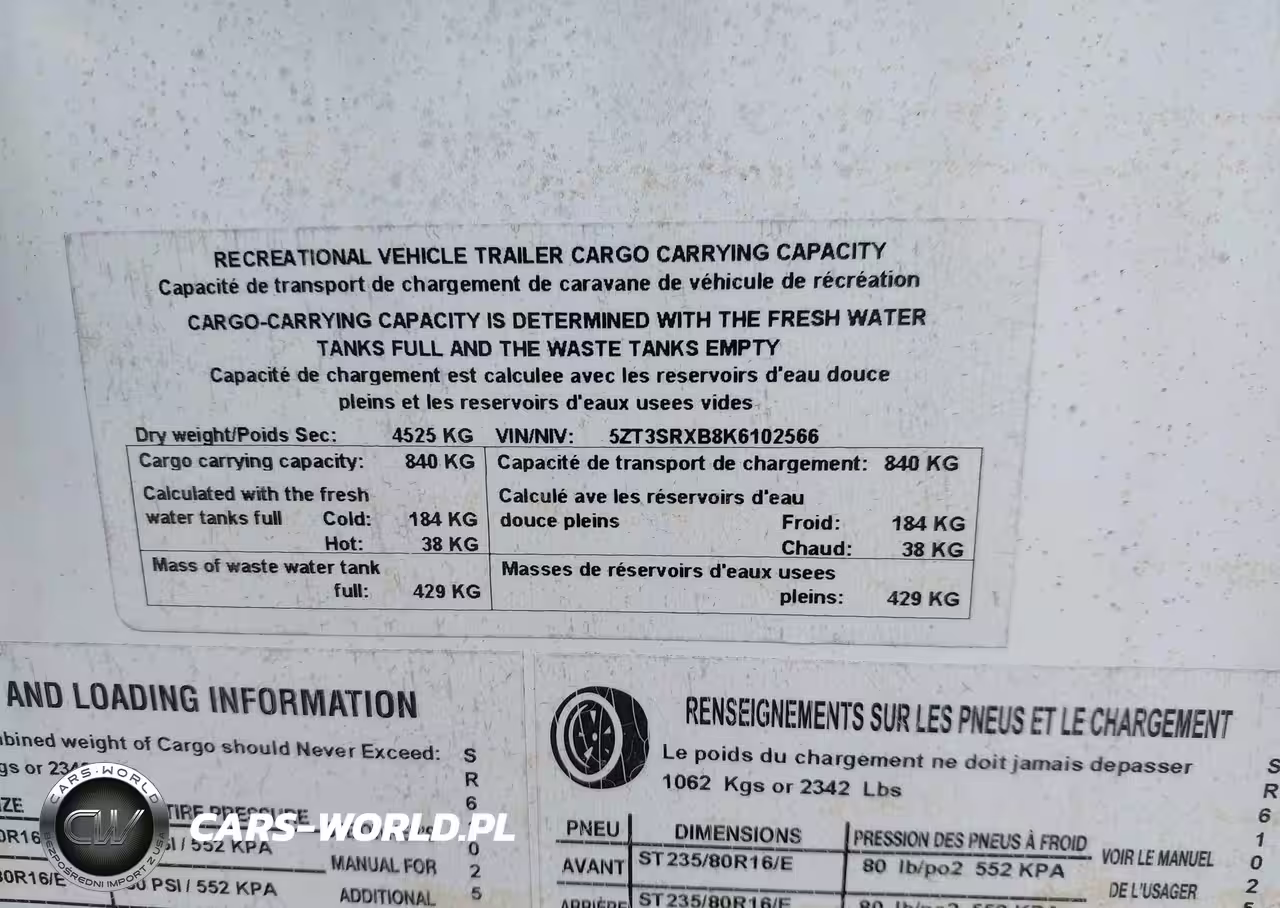 RECREATIONAL VEHICLE TRAILER CARGO CARRYING CAPACITY
Capacité de transport de chargement de caravane de véhicule de récréation
CARGO-CARRYING CAPACITY IS DETERMINED WITH THE FRESH WATER
TANKS FULL AND THE WASTE TANKS EMPTY
Capacité de chargement est calculee avec les reservoirs d'eau douce
pleins et les reservoirs d'eaux usees vides
Dry weight/Poids Sec: 4525 KG VIN/NIV: 5ZT3SRXB8K6102566
Cargo carrying capacity: 840 KG
Calculated with the fresh
water tanks full Cold: 184 KG
Hot: 38 KG
Mass of waste water tank
full: 429 KG
Capacité de transport de chargement: 840 KG
Calculé ave les réservoirs d'eau
douce pleins Froid: 184 KG
Chaud: 38 KG
Masses de réservoirs d'eaux usees
pleins: 429 KG
AND LOADING INFORMATION
weight of Cargo should Never Exceed:
or
TIRE PRESSURE
/ 552 KPA
PSI / 552 KPA
MANUAL FOR
ADDITIONAL
RENSEIGNEMENTS SUR LES PNEUS ET LE CHARGEMENT
Le poids du chargement ne doit jamais depasser
1062 Kgs or 2342 Lbs
PNEU DIMENSIONS PRESSION DES PNEUS À FROID
AVANT ST235/80R16/E 80 lb/po2 552 KPA
ARRIÈRE ST235/80R16/E
VOIR LE MANUEL
DE L'USAGER
CARS-WORLD
CW
BEZPOŚREDNI IMPORT Z USA
CARS-WORLD.PL